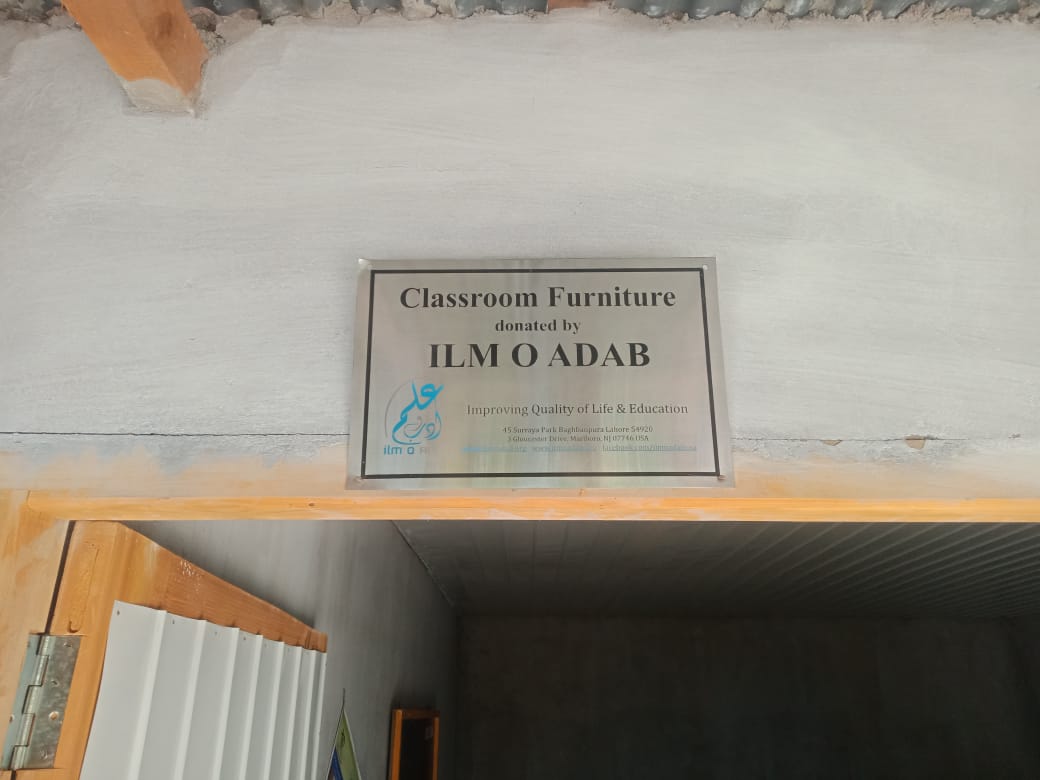 Classroom Furniture
donated by
ILM O ADAB
علم
ادب
ilm o
Improving Quality of Life & Education
45 Surraya Park Baghbanpura Lahore 54920
3 Gloucester Drive, Marlboro, NJ 07746 USA